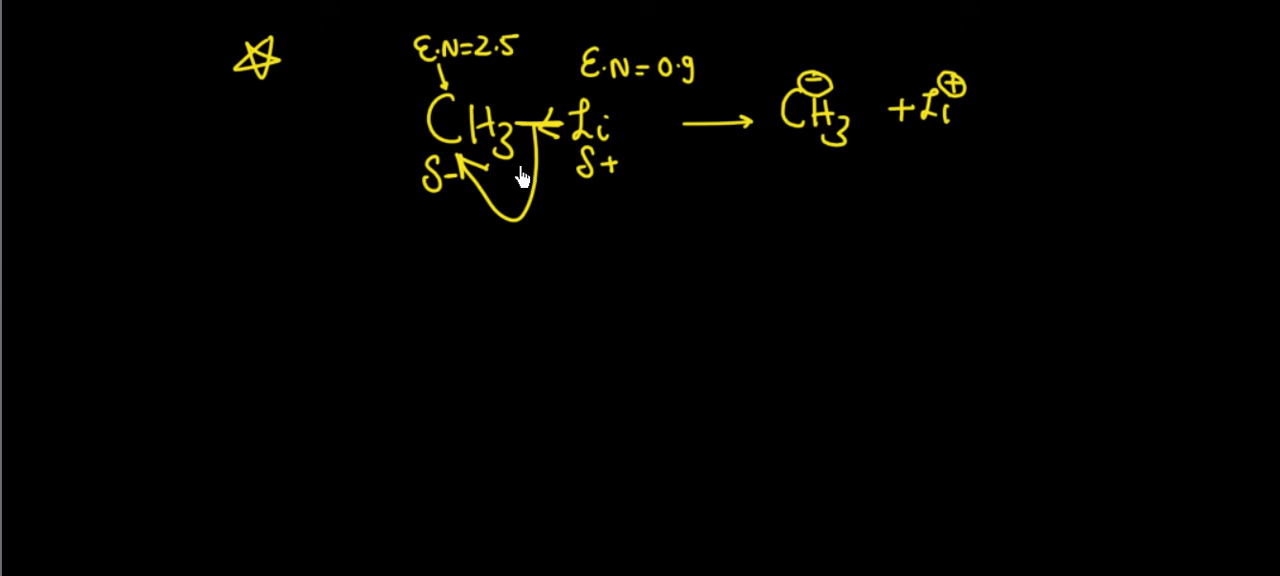 E.N=2.5
E.N=0.9
CH3 ← Li → CH3⊖ + Li⊕
δ- δ+